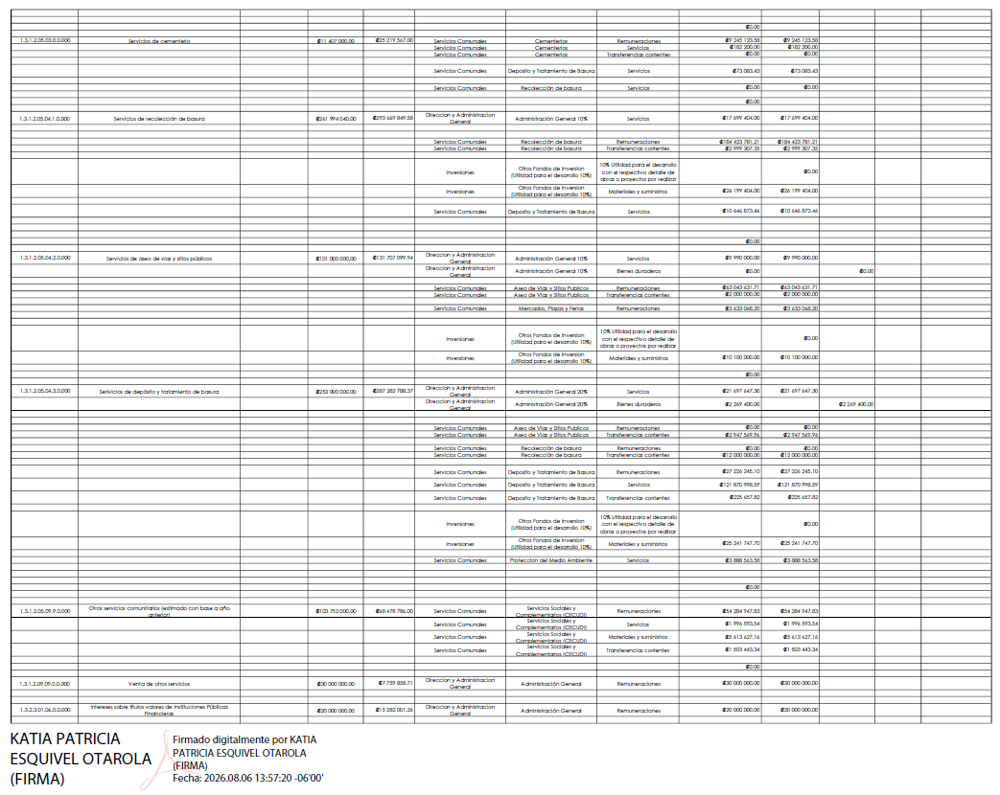 ₡0.00
1.3.1.2.05.03.0.0.000 Servicios de cementerio ₡11 407 000.00 ₡25 219 567.00 Servicios Comunales Cementerios Remuneraciones ₡9 245 123.58 ₡9 245 123.58
Servicios Comunales Cementerios Servicios ₡182 200.00 ₡182 200.00
Servicios Comunales Cementerios Transferencias corrientes ₡0.00 ₡0.00
Servicios Comunales Deposito y Tratamiento de Basura Servicios ₡73 083.43 ₡73 083.43
Servicios Comunales Recolección de basura Servicios ₡0.00 ₡0.00
₡0.00
1.3.1.2.05.04.1.0.000 Servicios de recolección de basura ₡261 994 040.00 ₡293 669 849.58 Direccion y Administracion General Administración General 10% Servicios ₡17 699 404.00 ₡17 699 404.00
Servicios Comunales Recolección de basura Remuneraciones ₡184 423 781.21 ₡184 423 781.21
Servicios Comunales Recolección de basura Transferencias corrientes ₡2 999 307.35 ₡2 999 307.35
Inversiones Otros Fondos de Inversion (Utilidad para el desarrollo 10%) 10% Utilidad para el desarrollo con el respectivo detalle de obras o proyectos por realizar ₡0.00
Inversiones Otros Fondos de Inversion (Utilidad para el desarrollo 10%) Materiales y suministros ₡26 199 404.00 ₡26 199 404.00
Servicios Comunales Deposito y Tratamiento de Basura Servicios ₡10 646 873.46 ₡10 646 873.46
₡0.00
1.3.1.2.05.04.2.0.000 Servicios de aseo de vías y sitios públicos ₡101 000 000.00 ₡131 707 099.94 Direccion y Administracion General Administración General 10% Servicios ₡9 990 000.00 ₡9 990 000.00
Direccion y Administracion General Administración General 10% Bienes duraderos ₡0.00 ₡0.00
Servicios Comunales Aseo de Vías y Sitios Publicos Remuneraciones ₡63 043 631.71 ₡63 043 631.71
Servicios Comunales Aseo de Vías y Sitios Publicos Transferencias corrientes ₡2 000 000.00 ₡2 000 000.00
Servicios Comunales Mercados, Plazas y Ferias Remuneraciones ₡3 633 068.20 ₡3 633 068.20
Inversiones Otros Fondos de Inversion (Utilidad para el desarrollo 10%) 10% Utilidad para el desarrollo con el respectivo detalle de obras o proyectos por realizar ₡0.00
Inversiones Otros Fondos de Inversion (Utilidad para el desarrollo 10%) Materiales y suministros ₡10 100 000.00 ₡10 100 000.00
₡0.00
1.3.1.2.05.04.3.0.000 Serivicios de depósito y tratamiento de basura ₡253 000 000.00 ₡287 282 788.37 Direccion y Administracion General Administración General 20% Servicios ₡21 697 647.30 ₡21 697 647.30
Direccion y Administracion General Administración General 20% Bienes duraderos ₡2 269 400.00 ₡2 269 400.00
Servicios Comunales Aseo de Vías y Sitios Publicos Remuneraciones ₡0.00 ₡0.00
Servicios Comunales Aseo de Vías y Sitios Publicos Transferencias corrientes ₡2 947 569.96 ₡2 947 569.96
Servicios Comunales Recolección de basura Remuneraciones ₡0.00 ₡0.00
Servicios Comunales Recolección de basura Transferencias corrientes ₡12 000 000.00 ₡12 000 000.00
Servicios Comunales Deposito y Tratamiento de Basura Remuneraciones ₡27 226 245.10 ₡27 226 245.10
Servicios Comunales Deposito y Tratamiento de Basura Servicios ₡121 870 998.59 ₡121 870 998.59
Servicios Comunales Deposito y Tratamiento de Basura Transferencias corrientes ₡225 657.82 ₡225 657.82
Inversiones Otros Fondos de Inversion (Utilidad para el desarrollo 10%) 10% Utilidad para el desarrollo con el respectivo detalle de obras o proyectos por realizar ₡0.00
Inversiones Otros Fondos de Inversion (Utilidad para el desarrollo 10%) Materiales y suministros ₡25 241 747.70 ₡25 241 747.70
Servicios Comunales Proteccion del Medio Ambiente Servicios ₡3 888 563.58 ₡3 888 563.58
₡0.00
1.3.1.2.05.09.9.0.000 Otros servicios comunitarios (estimado con base a año anterior) ₡103 752 000.00 ₡68 478 786.00 Servicios Comunales Servicios Sociales y Complementarios (CECUDI) Remuneraciones ₡54 284 947.83 ₡54 284 947.83
Servicios Comunales Servicios Sociales y Complementarios (CECUDI) Servicios ₡1 996 593.54 ₡1 996 593.54
Servicios Comunales Servicios Sociales y Complementarios (CECUDI) Materiales y suministros ₡5 613 627.16 ₡5 613 627.16
Servicios Comunales Servicios Sociales y Complementarios (CECUDI) Transferencias corrientes ₡1 503 443.34 ₡1 503 443.34
₡0.00
1.3.1.2.09.09.0.0.000 Venta de otros servicios ₡30 000 000.00 ₡7 759 858.71 Direccion y Administracion General Administración General Remuneraciones ₡30 000 000.00 ₡30 000 000.00
1.3.2.3.01.06.0.0.000 Intereses sobre títulos valores de Instituciones Públicas Financieras ₡20 000 000.00 ₡15 282 001.26 Direccion y Administracion General Administración General Remuneraciones ₡20 000 000.00 ₡20 000 000.00
KATIA PATRICIA
ESQUIVEL OTAROLA
(FIRMA)
Firmado digitalmente por KATIA
PATRICIA ESQUIVEL OTAROLA
(FIRMA)
Fecha: 2026.08.06 13:57:20 -06'00'